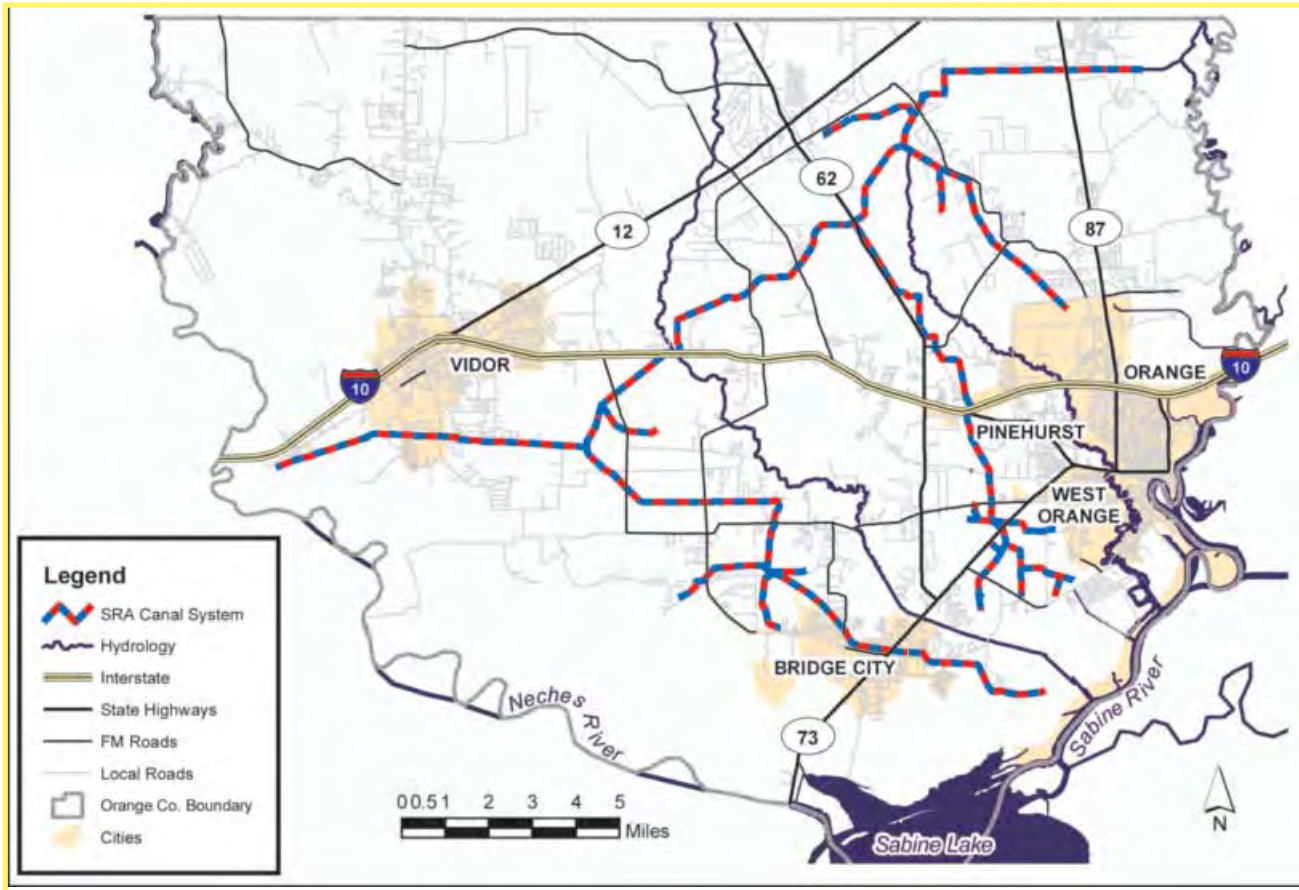 62
12
87
VIDOR
10
ORANGE
10
PINEHURST
WEST
ORANGE
BRIDGE CITY
73
Neches
River
Sabine River
Sabine Lake
Legend
SRA Canal System
Hydrology
Interstate
State Highways
FM Roads
Local Roads
Orange Co. Boundary
Cities
0 0.5 1 2 3 4 5
Miles
N